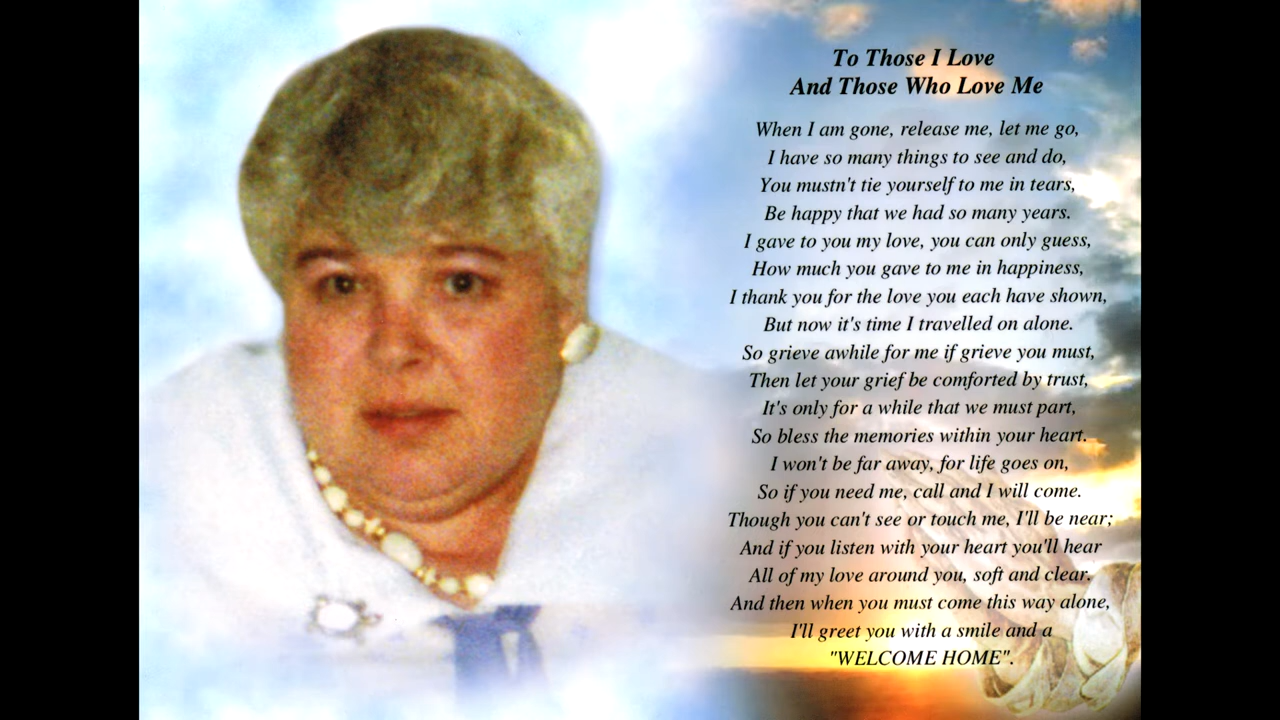 To Those I Love
And Those Who Love Me
When I am gone, release me, let me go,
I have so many things to see and do,
You mustn't tie yourself to me in tears,
Be happy that we had so many years.
I gave to you my love, you can only guess,
How much you gave to me in happiness,
I thank you for the love you each have shown,
But now it's time I travelled on alone.
So grieve awhile for me if grieve you must,
Then let your grief be comforted by trust,
It's only for a while that we must part,
So bless the memories within your heart.
I won't be far away, for life goes on,
So if you need me, call and I will come.
Though you can't see or touch me, I'll be near;
And if you listen with your heart you'll hear
All of my love around you, soft and clear.
And then when you must come this way alone,
I'll greet you with a smile and a
"WELCOME HOME".